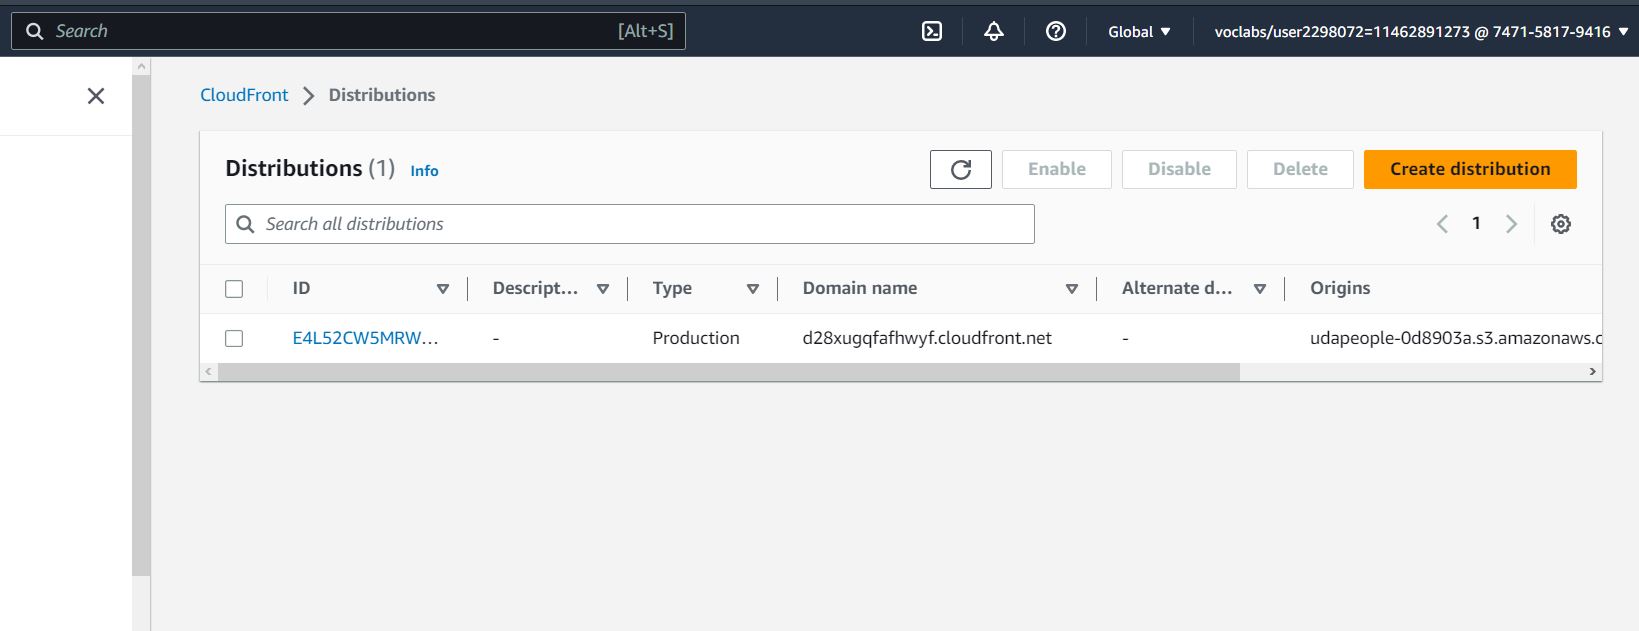 Search [Alt+S] Global voclabs/user2298072=11462891273 @ 7471-5817-9416
CloudFront Distributions
Distributions (1) Info Enable Disable Delete Create distribution
Search all distributions 1
ID Descript... Type Domain name Alternate d... Origins
E4L52CW5MRW... - Production d28xugqfafhwyf.cloudfront.net - udapeople-0d8903a.s3.amazonaws.c